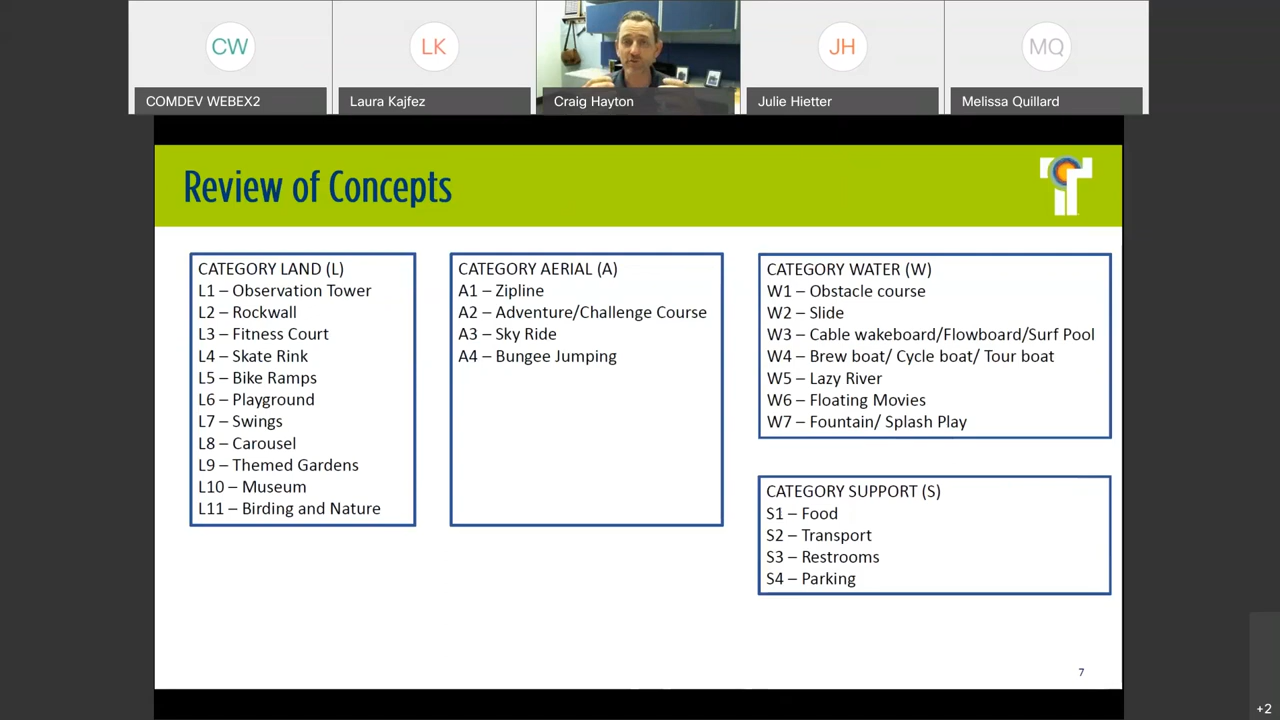 CW
LK
JH
MQ
COMDEV WEBEX2
Laura Kajfez
Craig Hayton
Julie Hietter
Melissa Quillard
Review of Concepts
CATEGORY LAND (L)
L1 – Observation Tower
L2 – Rockwall
L3 – Fitness Court
L4 – Skate Rink
L5 – Bike Ramps
L6 – Playground
L7 – Swings
L8 – Carousel
L9 – Themed Gardens
L10 – Museum
L11 – Birding and Nature
CATEGORY AERIAL (A)
A1 – Zipline
A2 – Adventure/Challenge Course
A3 – Sky Ride
A4 – Bungee Jumping
CATEGORY WATER (W)
W1 – Obstacle course
W2 – Slide
W3 – Cable wakeboard/Flowboard/Surf Pool
W4 – Brew boat/ Cycle boat/ Tour boat
W5 – Lazy River
W6 – Floating Movies
W7 – Fountain/ Splash Play
CATEGORY SUPPORT (S)
S1 – Food
S2 – Transport
S3 – Restrooms
S4 – Parking
7
+2